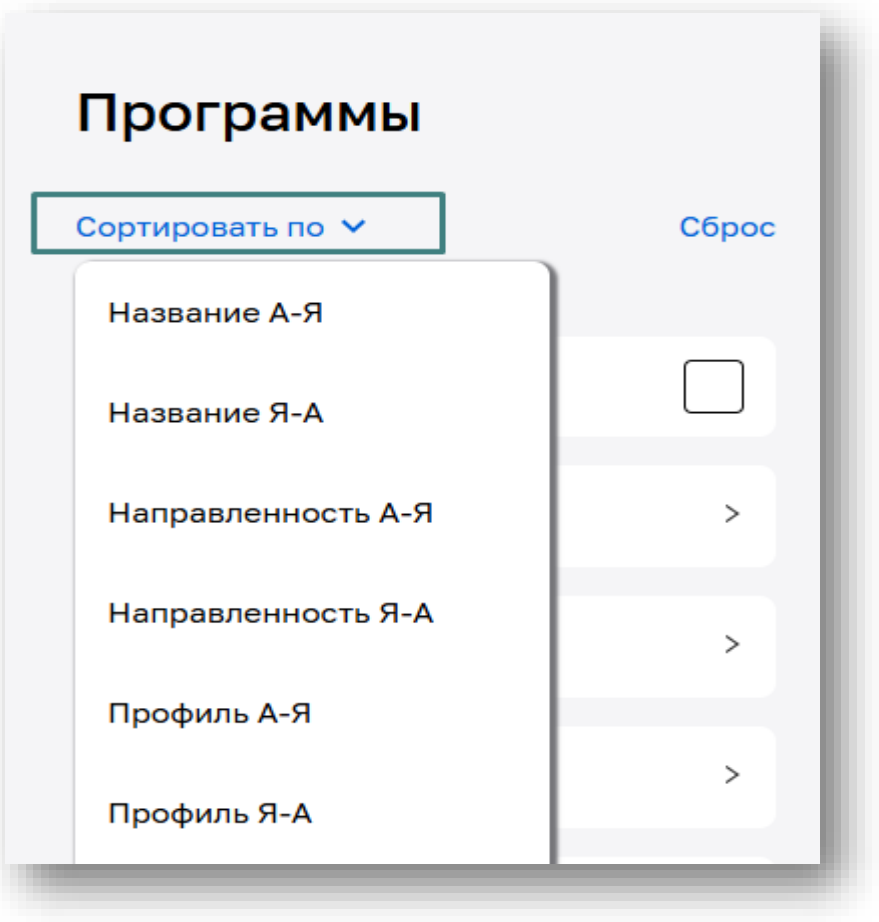 Программы
Сортировать по
Сброс
Название А-Я
Название Я-А
Направленность А-Я
Направленность Я-А
Профиль А-Я
Профиль Я-А